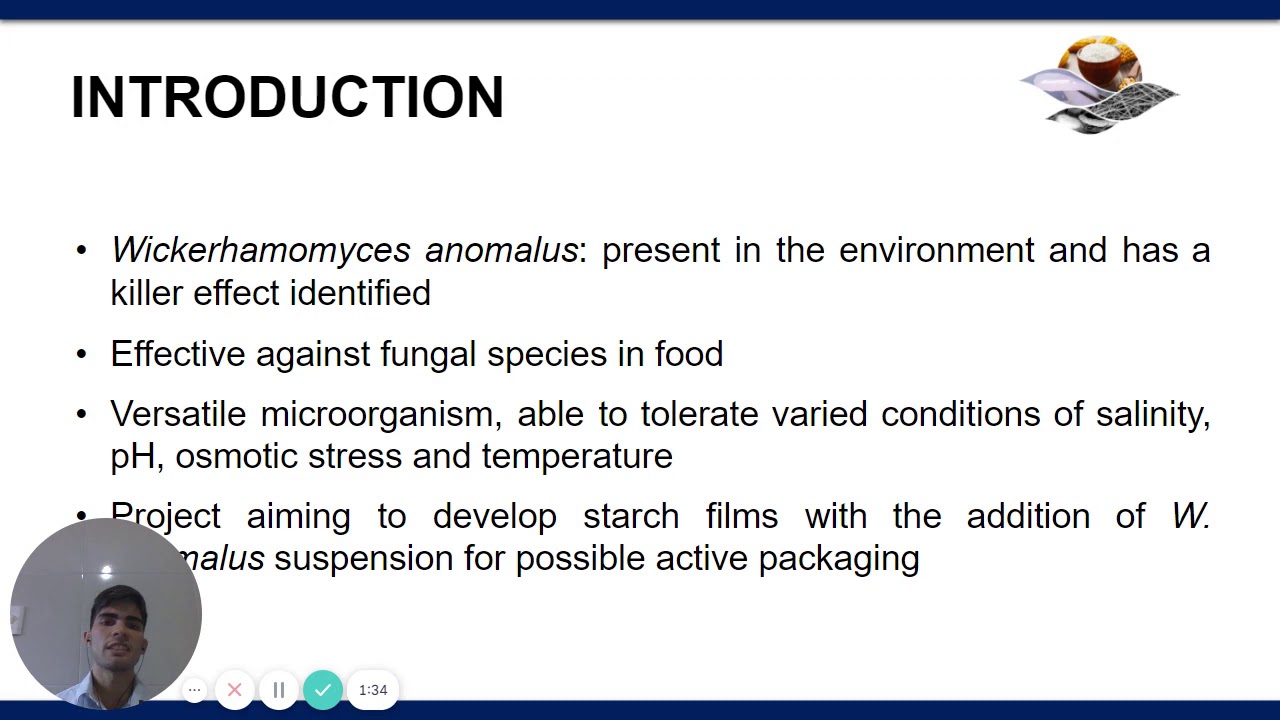 INTRODUCTION
• Wickerhamomyces anomalus: present in the environment and has a
killer effect identified
• Effective against fungal species in food
• Versatile microorganism, able to tolerate varied conditions of salinity,
pH, osmotic stress and temperature
• Project aiming to develop starch films with the addition of W.
malus suspension for possible active packaging
1:34